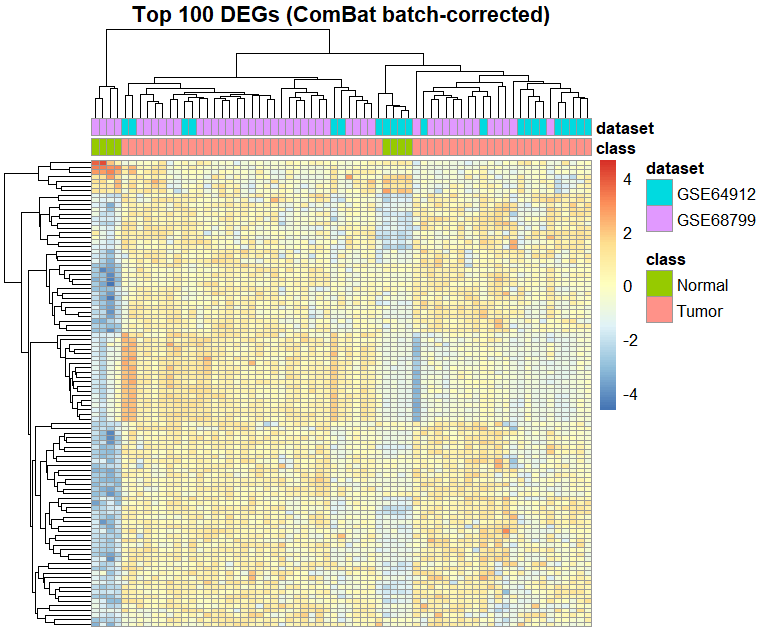 Top 100 DEGs (ComBat batch-corrected)
dataset
class
4
2
0
-2
-4
dataset
GSE64912
GSE68799
class
Normal
Tumor